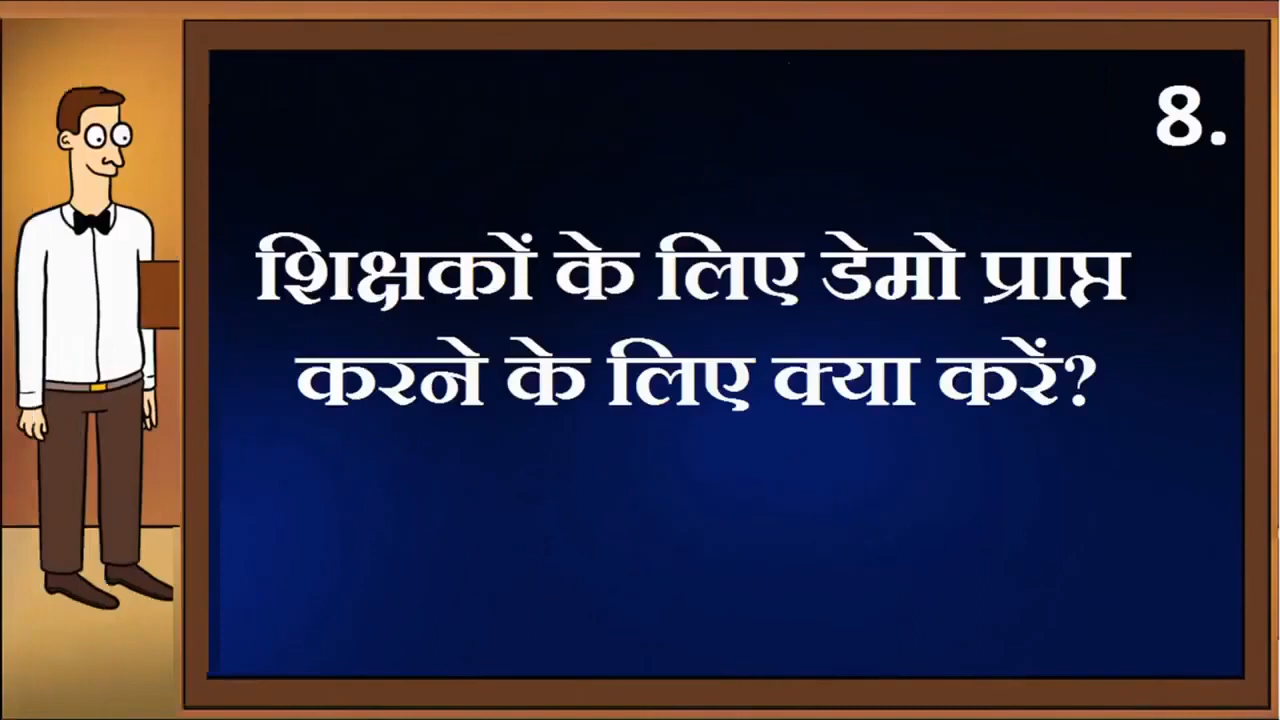 8.
शिक्षकों के लिए डेमो प्राप्त
करने के लिए क्या करें?